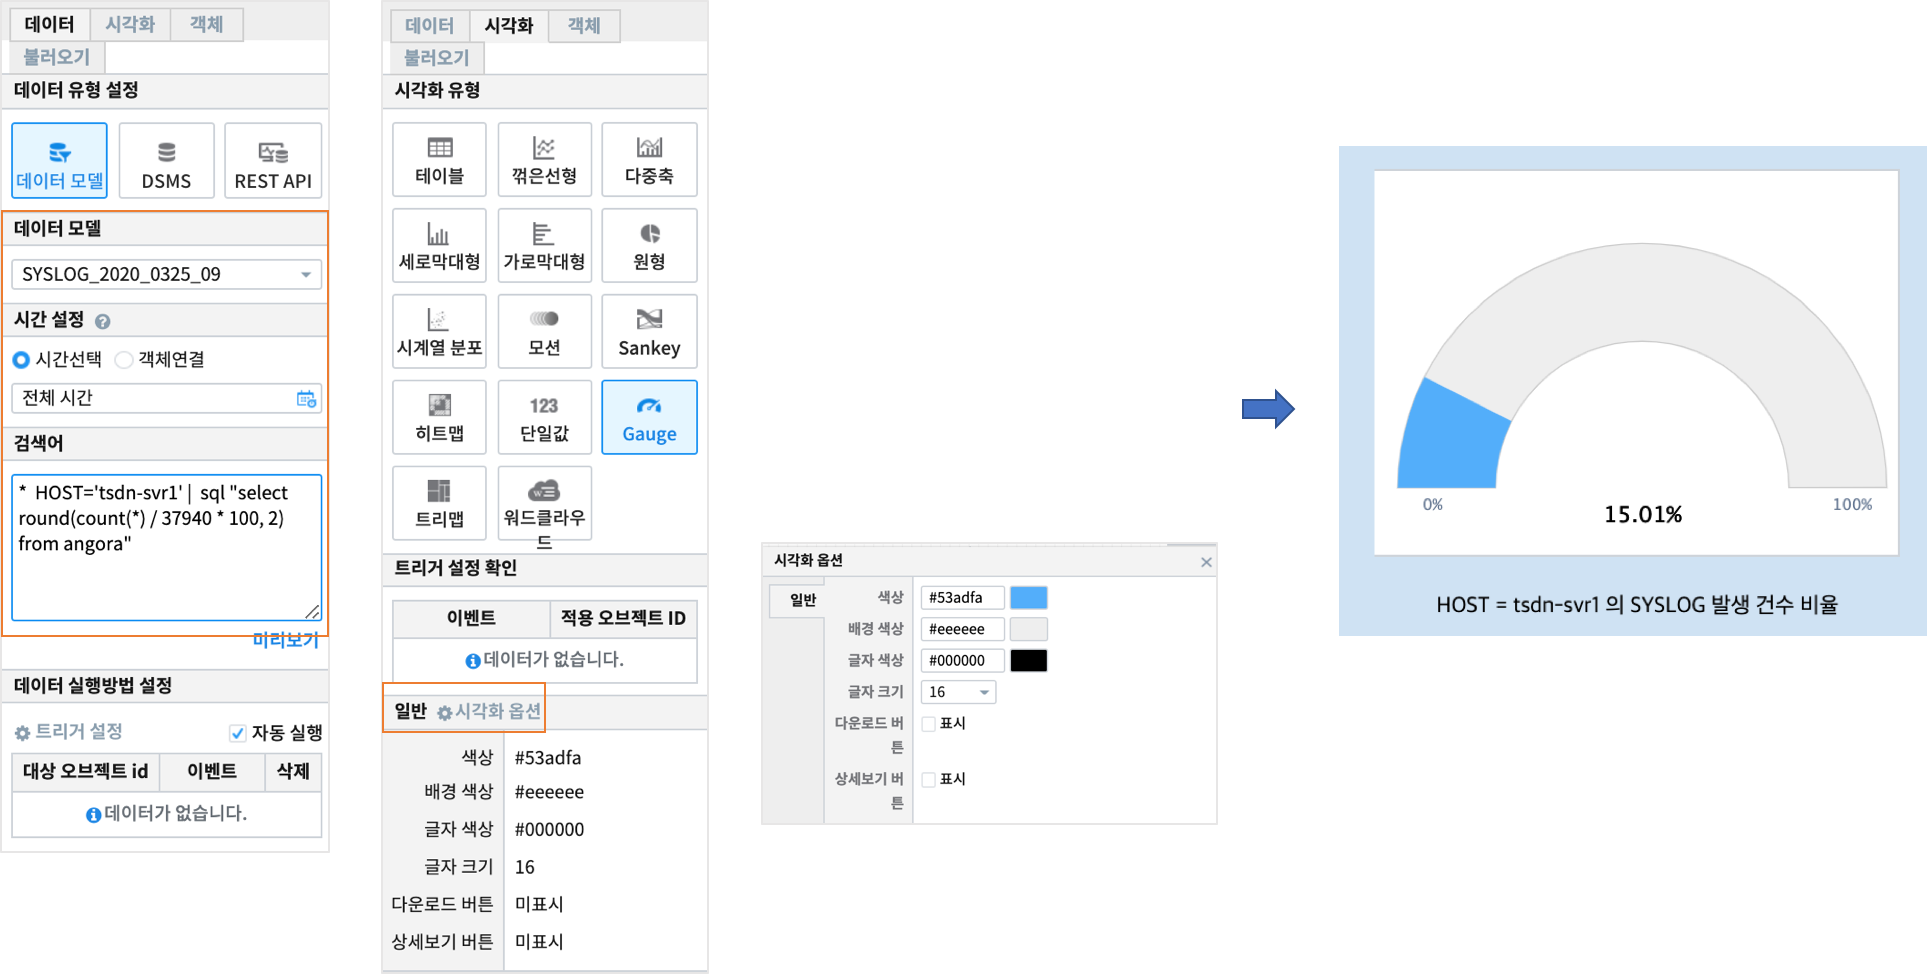 데이터 시각화 객체
불러오기
데이터 유형 설정
데이터 모델 DSMS REST API
데이터 모델
SYSLOG_2020_0325_09
시간 설정 ?
시간선택 객체연결
전체 시간
검색어
* HOST='tsdn-svr1' | sql "select
round(count(*) / 37940 * 100, 2)
from angora"
미리보기
데이터 실행방법 설정
트리거 설정 자동 실행
대상 오브젝트 id 이벤트 삭제
데이터가 없습니다.
데이터 시각화 객체
불러오기
시각화 유형
테이블 꺾은선형 다중축
세로막대형 가로막대형 원형
시계열 분포 모션 Sankey
123
히트맵 단일값 Gauge
W
트리맵 워드클라우
드
트리거 설정 확인
이벤트 적용 오브젝트 ID
데이터가 없습니다.
일반 시각화 옵션
색상 #53adfa
배경 색상 #eeeeee
글자 색상 #000000
글자 크기 16
다운로드 버튼 미표시
상세보기 버튼 미표시
시각화 옵션 ×
일반
색상 #53adfa
배경 색상 #eeeeee
글자 색상 #000000
글자 크기 16
다운로드 버 표시
튼
상세보기 버 표시
튼
0% 100%
15.01%
HOST = tsdn-svr1 의 SYSLOG 발생 건수 비율